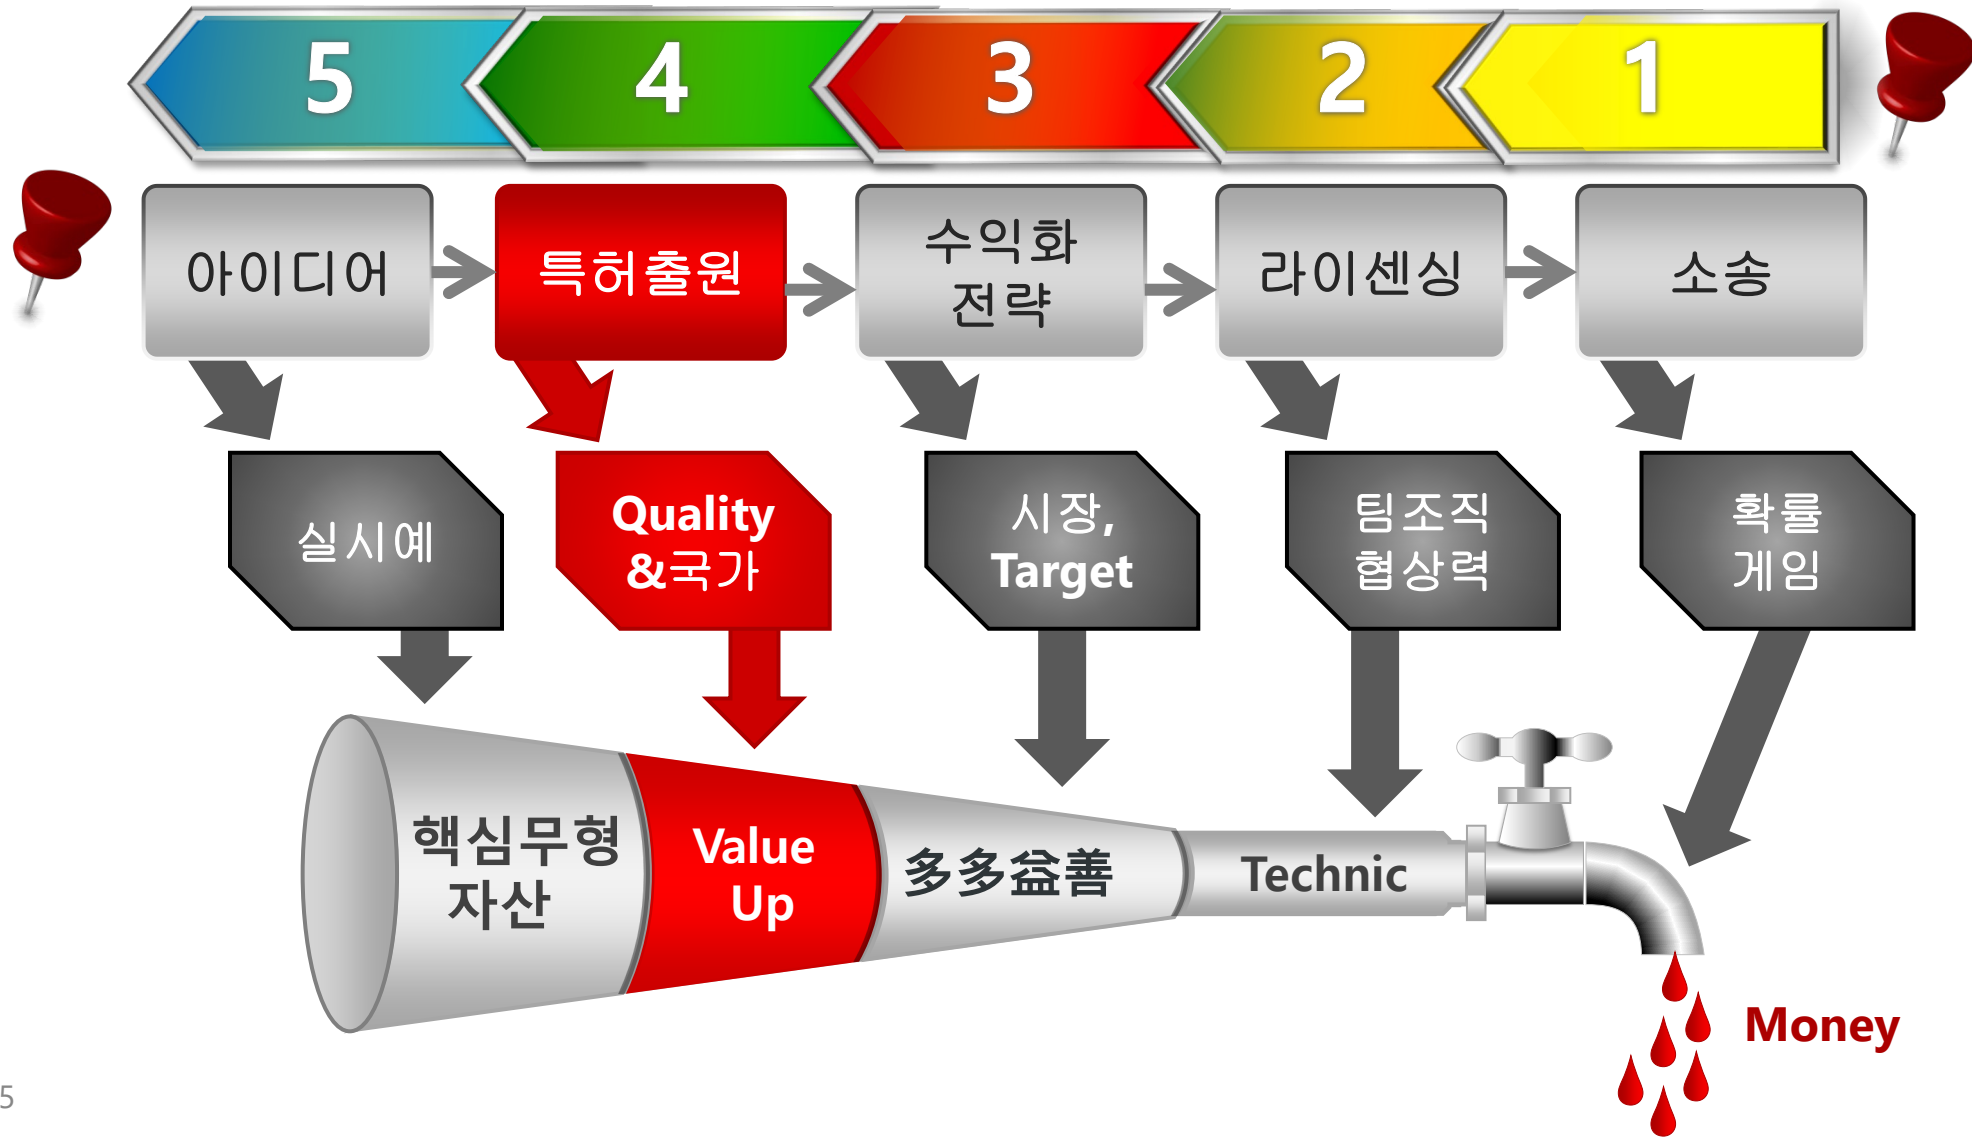 5
4
3
2
1
아이디어
특허출원
수익화
전략
라이센싱
소송
실시예
Quality
&국가
시장,
Target
팀조직
협상력
확률
게임
핵심무형
자산
Value
Up
多多益善
Technic
Money
5